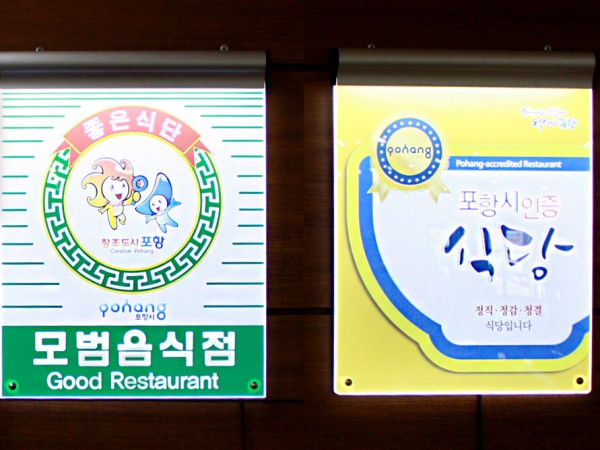 좋은식단
창조도시 포항
Creative Pohang
pohang
포항시
모범음식점
Good Restaurant
pohang
Pohang-accredited Restaurant
포항시인증
식당
정직·정감·청결
식당입니다